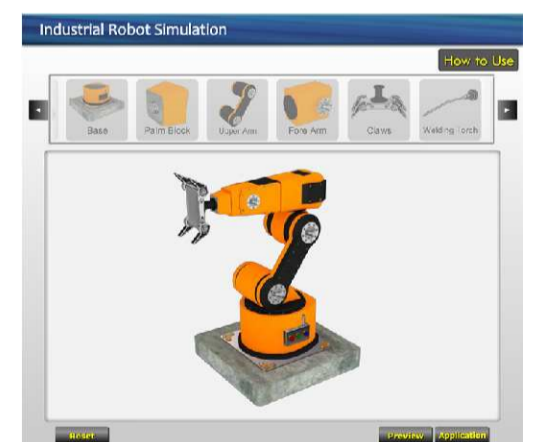 Industrial Robot Simulation
How to Use
Base
Palm Block
Upper Arm
Fore Arm
Claws
Welding Torch
Reset
Preview
Application